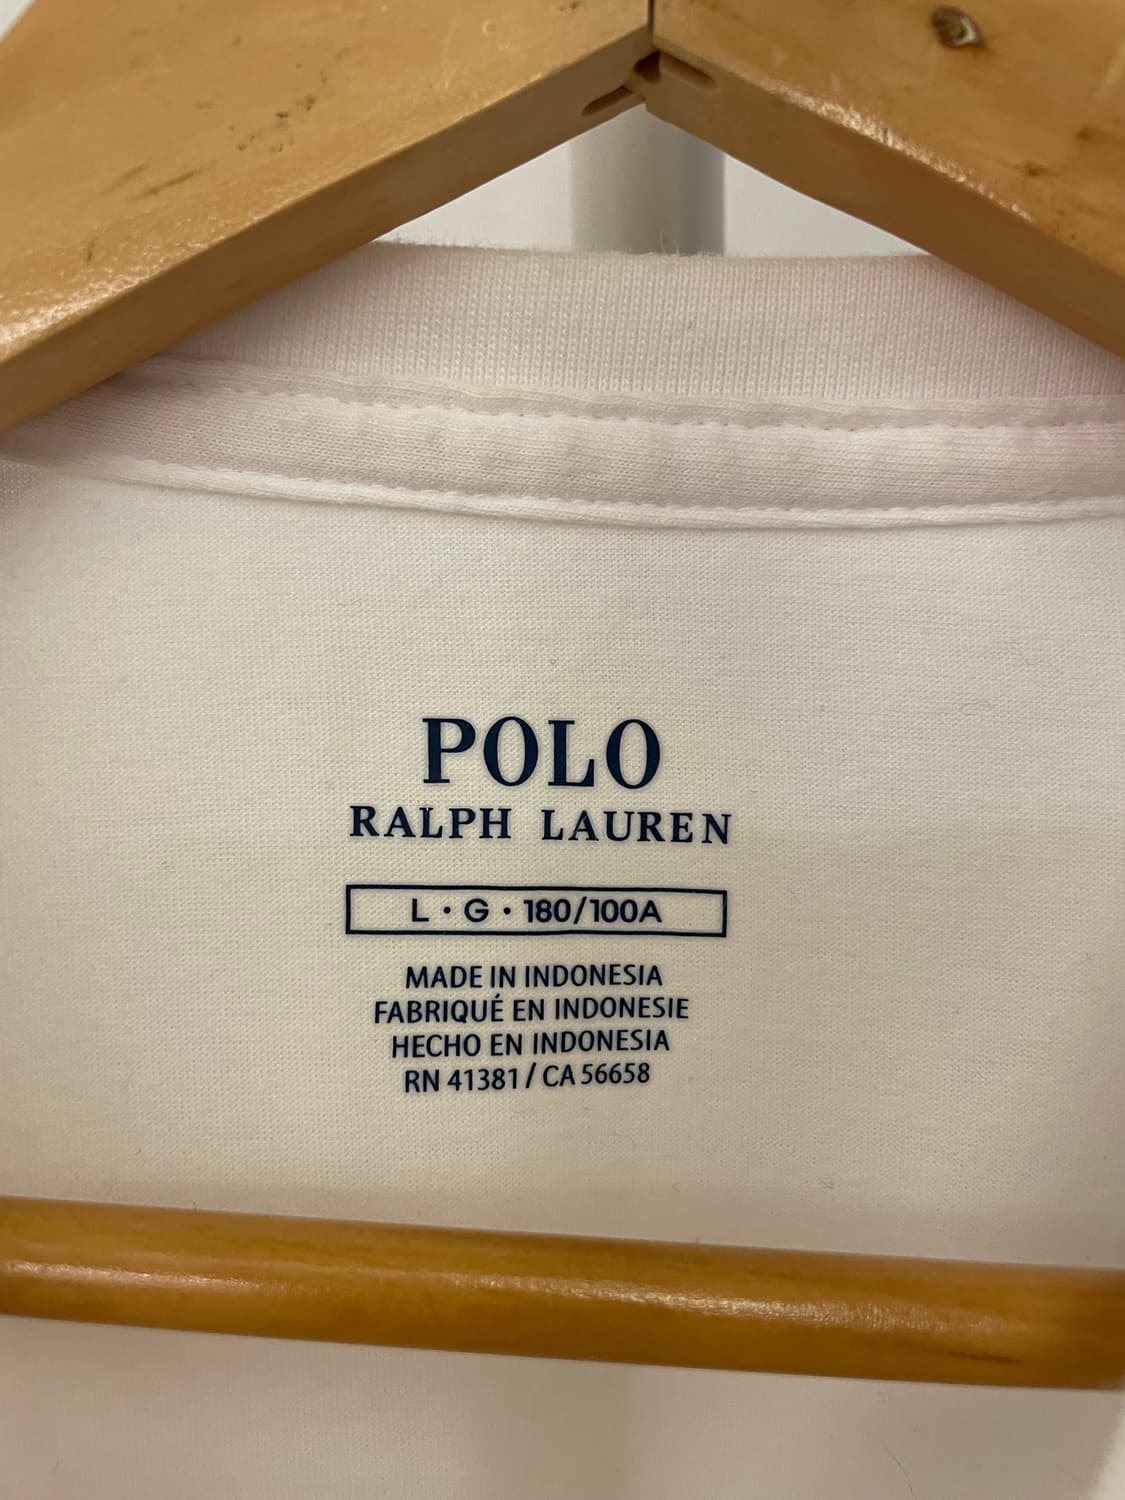 POLO
RALPH LAUREN
L • G • 180/100A
MADE IN INDONESIA
FABRIQUÉ EN INDONESIE
HECHO EN INDONESIA
RN 41381 / CA 56658